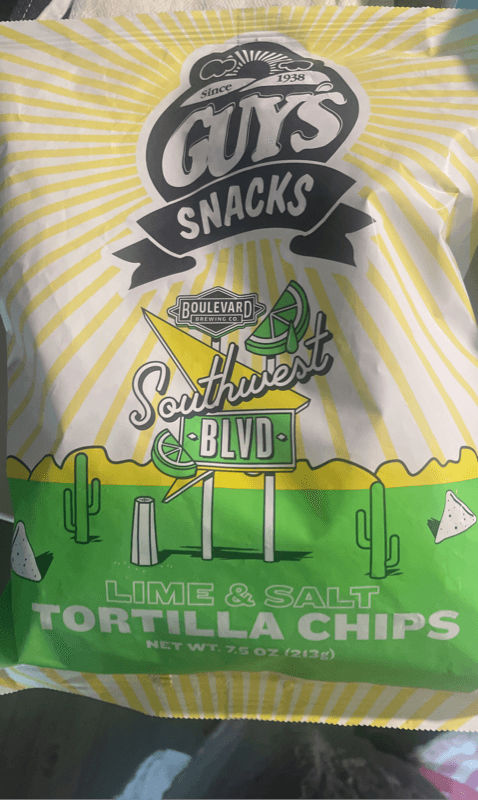 Since 1938
GUY'S
SNACKS
BOULEVARD
BREWING CO.
Southwest
BLVD
LIME & SALT
TORTILLA CHIPS
NET WT. 7.5 OZ (213g)